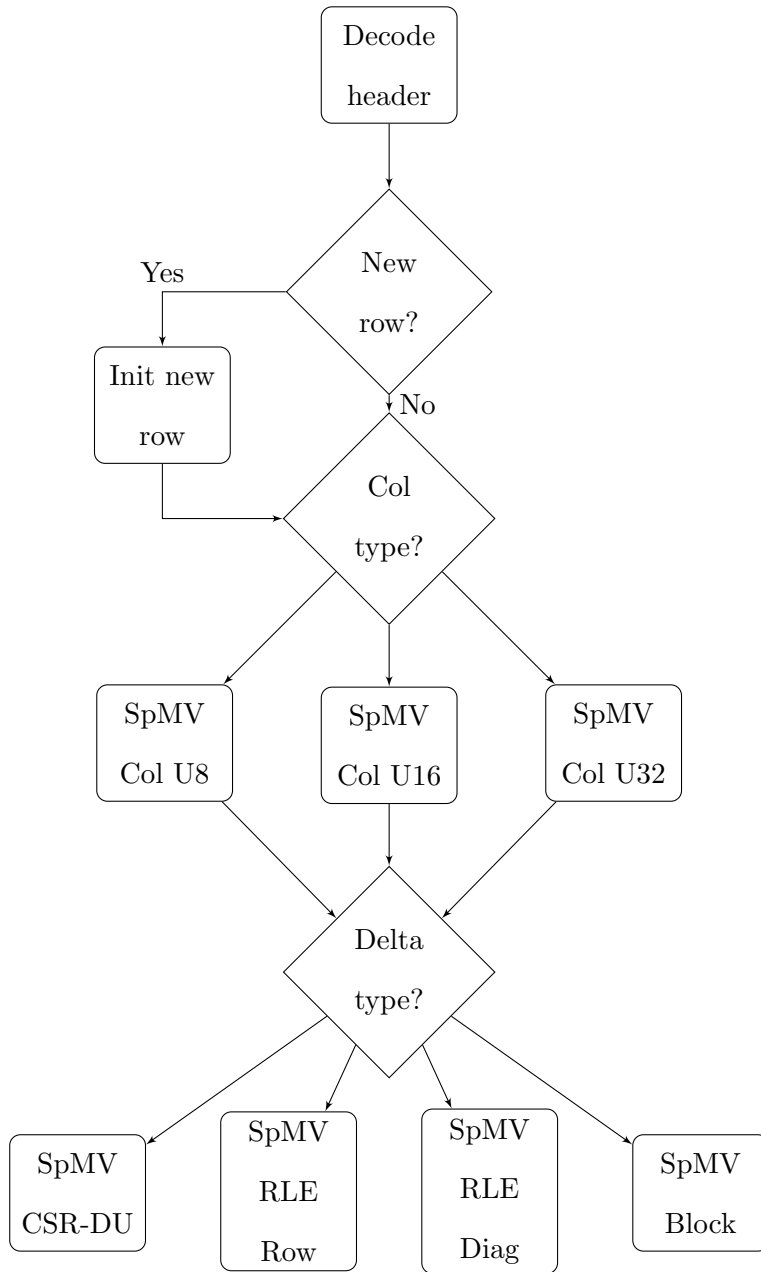 Decode
header
New
row?
Yes
Init new
row
No
Col
type?
SpMV
Col U8
SpMV
Col U16
SpMV
Col U32
Delta
type?
SpMV
CSR-DU
SpMV
RLE
Row
SpMV
RLE
Diag
SpMV
Block